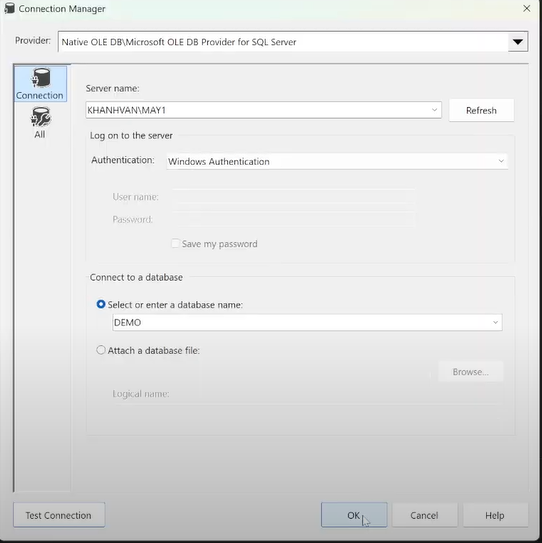 Connection Manager
Provider: Native OLE DB\Microsoft OLE DB Provider for SQL Server
Connection
All
Server name:
KHANHVAN\MAY1 Refresh
Log on to the server
Authentication: Windows Authentication
User name:
Password:
Save my password
Connect to a database
Select or enter a database name:
DEMO
Attach a database file:
Browse...
Logical name:
Test Connection OK Cancel Help